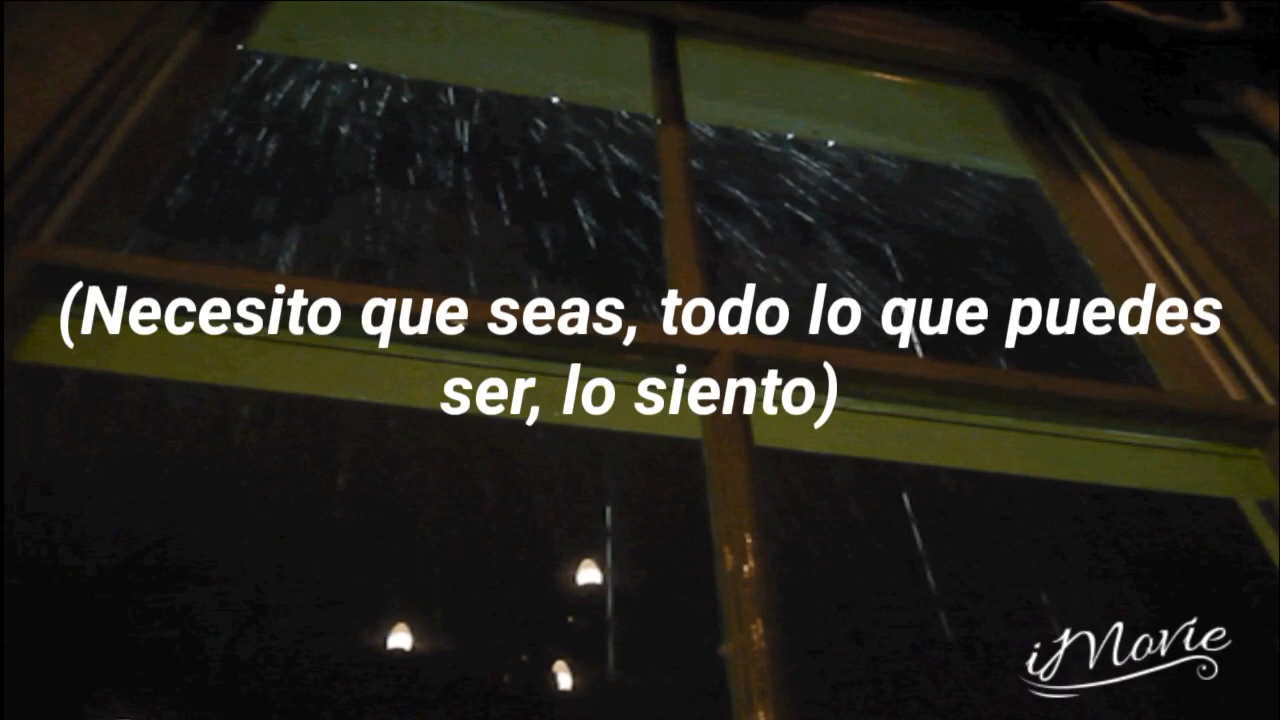 (Necesito que seas, todo lo que puedes
ser, lo siento)
iMovie